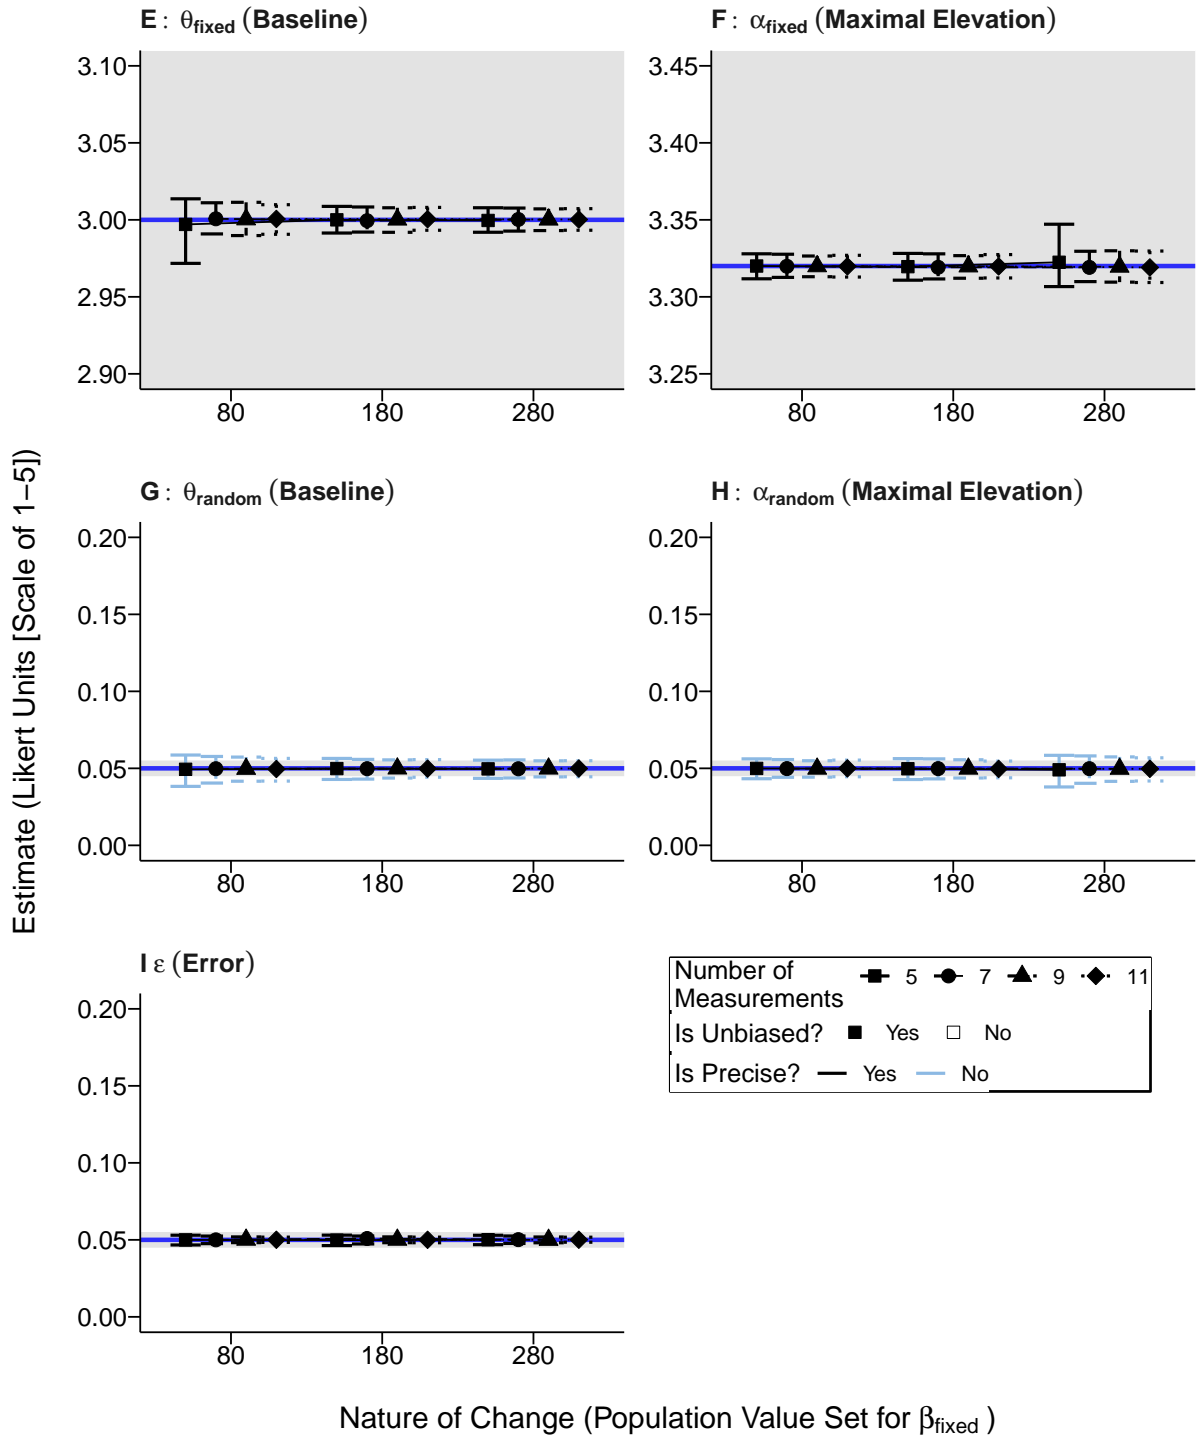 E : θfixed (Baseline)
3.10
3.05
3.00
2.95
2.90
80 180 280
F : αfixed (Maximal Elevation)
3.45
3.40
3.35
3.30
3.25
80 180 280
Estimate (Likert Units [Scale of 1−5])
G : θrandom (Baseline)
0.20
0.15
0.10
0.05
0.00
80 180 280
H : αrandom (Maximal Elevation)
0.20
0.15
0.10
0.05
0.00
80 180 280
I ε (Error)
0.20
0.15
0.10
0.05
0.00
80 180 280
Number of Measurements 5 7 9 11
Is Unbiased? Yes No
Is Precise? Yes No
Nature of Change (Population Value Set for βfixed )